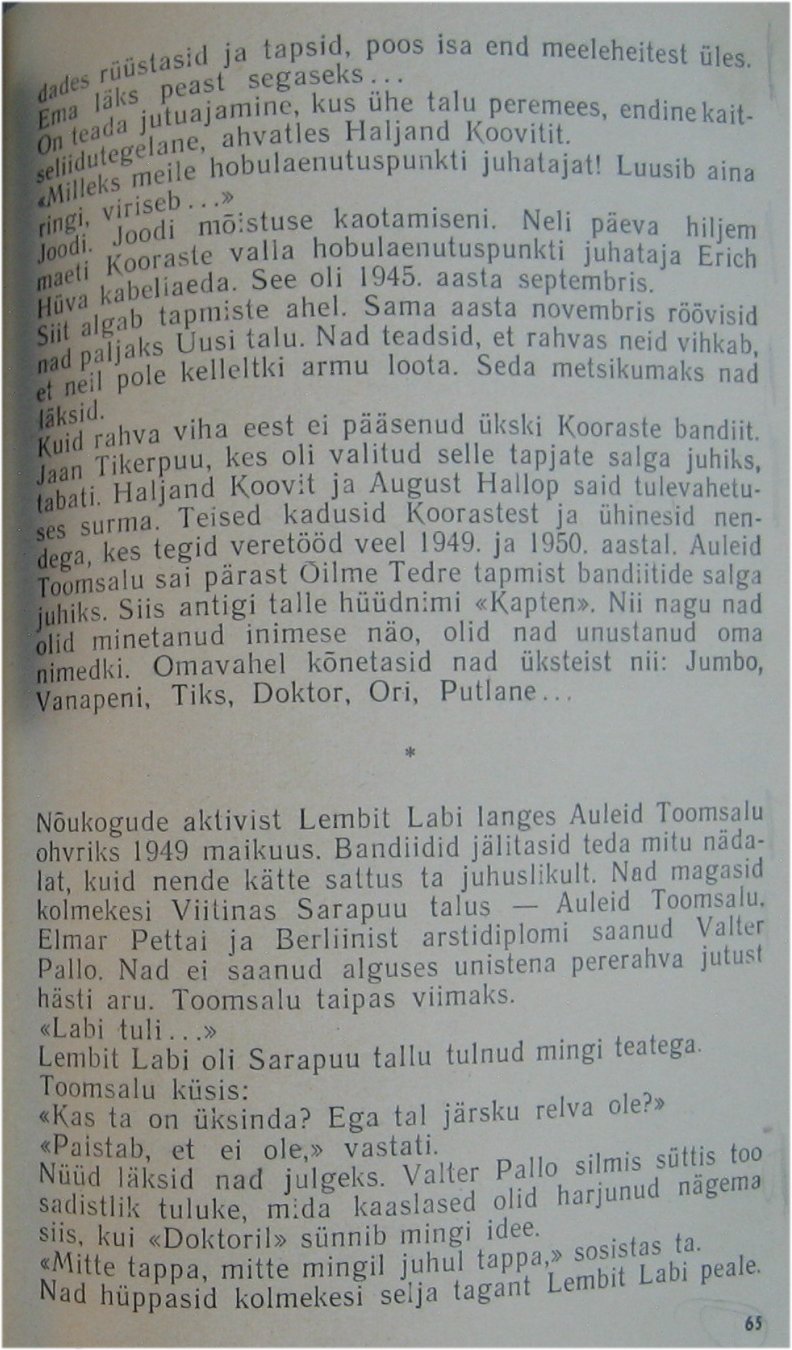 dades rüüstasid ja tapsid, poos isa end meeleheitest üles.
Ema läks peast segaseks...
On teada jutuajamine, kus ühe talu peremees, endine kait-
seliidutegelane, ahvatles Haljand Koovitit.
«Milleks meile hobulaenutuspunkti juhatajat! Luusib aina
ringi, viriseb...»
Joodi. Joodi mõistuse kaotamiseni. Neli päeva hiljem
maeti Kooraste valla hobulaenutuspunkti juhataja Erich
Hüva kabeliaeda. See oli 1945. aasta septembris.
Siit algab tapmiste ahel. Sama aasta novembris röövisid
nad paljaks Uusi talu. Nad teadsid, et rahvas neid vihkab,
et neil pole kelleltki armu loota. Seda metsikumaks nad
läksid.
Kuid rahva viha eest ei pääsenud ükski Kooraste bandiit.
Jaan Tikerpuu, kes oli valitud selle tapjate salga juhiks,
tabati. Haljand Koovit ja August Hallop said tulevahetu-
ses surma. Teised kadusid Koorastest ja ühinesid nen-
dega, kes tegid veretööd veel 1949. ja 1950. aastal. Auleid
Toomsalu sai pärast Õilme Tedre tapmist bandiitide salga
juhiks. Siis antigi talle hüüdnimi «Kapten». Nii nagu nad
olid minetanud inimese näo, olid nad unustanud oma
nimedki. Omavahel kõnetasid nad üksteist nii: Jumbo,
Vanapeni, Tiks, Doktor, Ori, Putlane...
*
Nõukogude aktivist Lembit Labi langes Auleid Toomsalu
ohvriks 1949 maikuus. Bandiidid jälitasid teda mitu näda-
lat, kuid nende kätte sattus ta juhuslikult. Nad magasid
kolmekesi Viitinas Sarapuu talus — Auleid Toomsalu,
Elmar Pettai ja Berliinist arstidiplomi saanud Valter
Pallo. Nad ei saanud alguses unistena pererahva jutust
hästi aru. Toomsalu taipas viimaks.
«Labi tuli...»
Lembit Labi oli Sarapuu tallu tulnud mingi teatega.
Toomsalu küsis:
«Kas ta on üksinda? Ega tal järsku relva ole?»
«Paistab, et ei ole,» vastati.
Nüüd läksid nad julgeks. Valter Pallo silmis süttis too
sadistlik tuluke, mida kaaslased olid harjunud nägema
siis, kui «Doktoril» sünnib mingi idee.
«Mitte tappa, mitte mingil juhul tappa,» sosistas ta.
Nad hüppasid kolmekesi selja tagant Lembit Labi peale.
65